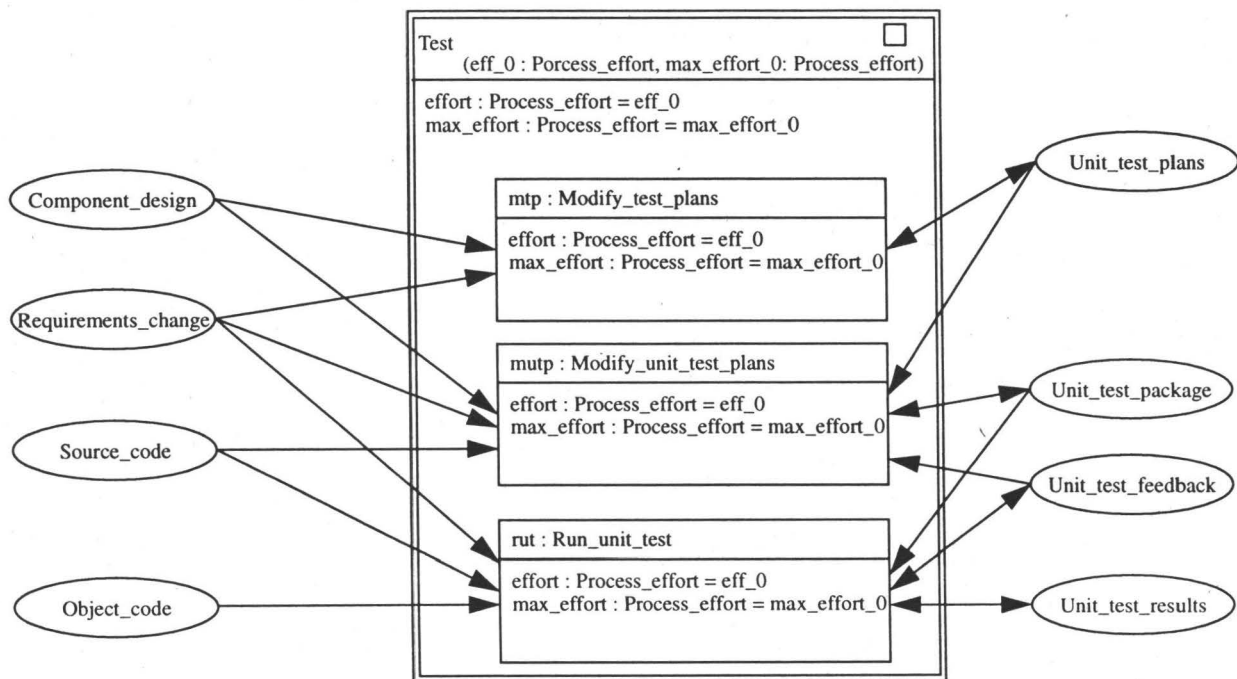 Test
(eff_0 : Porcess_effort, max_effort_0: Process_effort)
effort : Process_effort = eff_0
max_effort : Process_effort = max_effort_0
Component_design
Requirements_change
Source_code
Object_code
mtp : Modify_test_plans
effort : Process_effort = eff_0
max_effort : Process_effort = max_effort_0
mutp : Modify_unit_test_plans
effort : Process_effort = eff_0
max_effort : Process_effort = max_effort_0
rut : Run_unit_test
effort : Process_effort = eff_0
max_effort : Process_effort = max_effort_0
Unit_test_plans
Unit_test_package
Unit_test_feedback
Unit_test_results